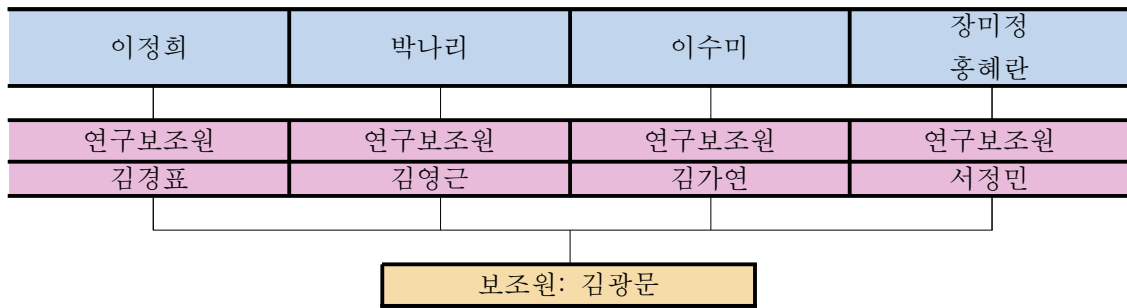 이정희
박나리
이수미
장미정
홍혜란
연구보조원
연구보조원
연구보조원
연구보조원
김경표
김영근
김가연
서정민
보조원: 김광문